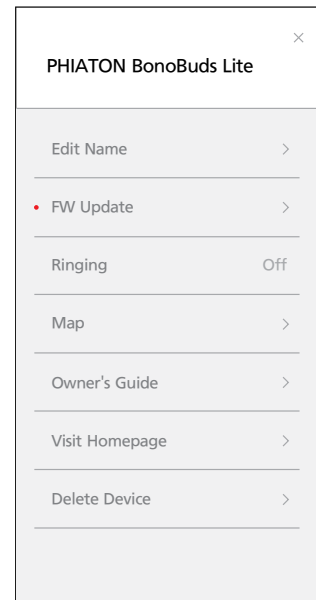 PHIATON BonoBuds Lite
Edit Name
FW Update
Ringing Off
Map
Owner's Guide
Visit Homepage
Delete Device